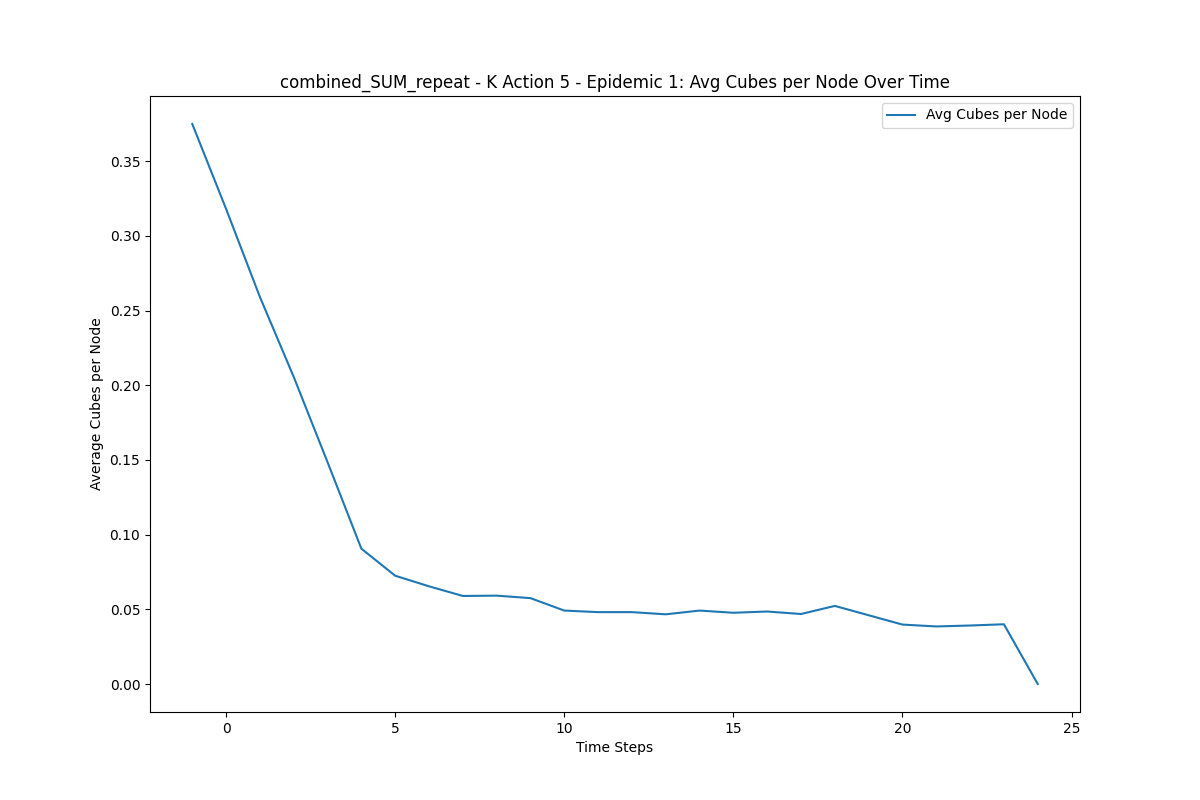 combined_SUM_repeat - K Action 5 - Epidemic 1: Avg Cubes per Node Over Time
Avg Cubes per Node
Average Cubes per Node
0.35
0.30
0.25
0.20
0.15
0.10
0.05
0.00
0 5 10 15 20 25
Time Steps